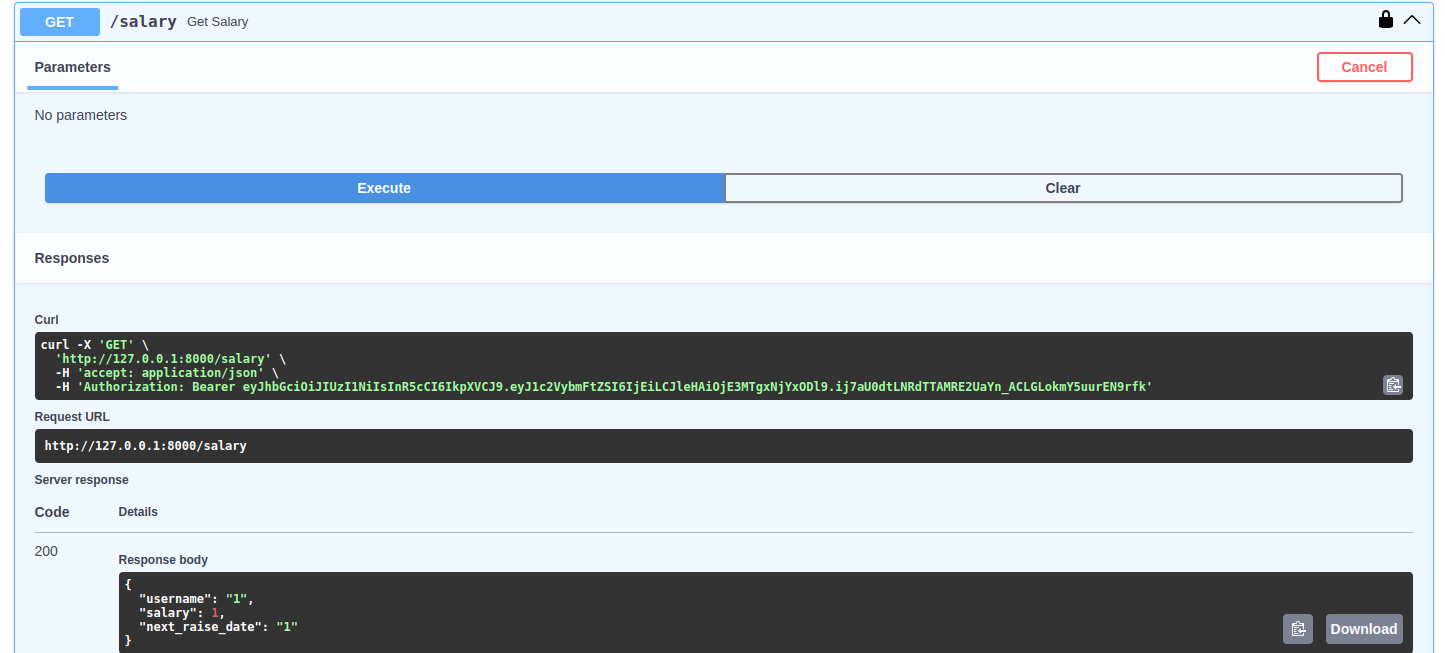 GET /salary Get Salary
Parameters
Cancel
No parameters
Execute
Clear
Responses
Curl
curl -X 'GET' \
'http://127.0.0.1:8000/salary' \
-H 'accept: application/json' \
-H 'Authorization: Bearer eyJhbGciOiJIUzI1NiIsInR5cCI6IkpXVCJ9.eyJ1c2VybmFtZSI6IjEiLCJleHAiOjE3MTgxNjYxODl9.ij7aU0dtLNRdTTAMRE2UaYn_ACLGLokmY5uurEN9rfk'
Request URL
http://127.0.0.1:8000/salary
Server response
Code Details
200
Response body
{
"username": "1",
"salary": 1,
"next_raise_date": "1"
}
Download